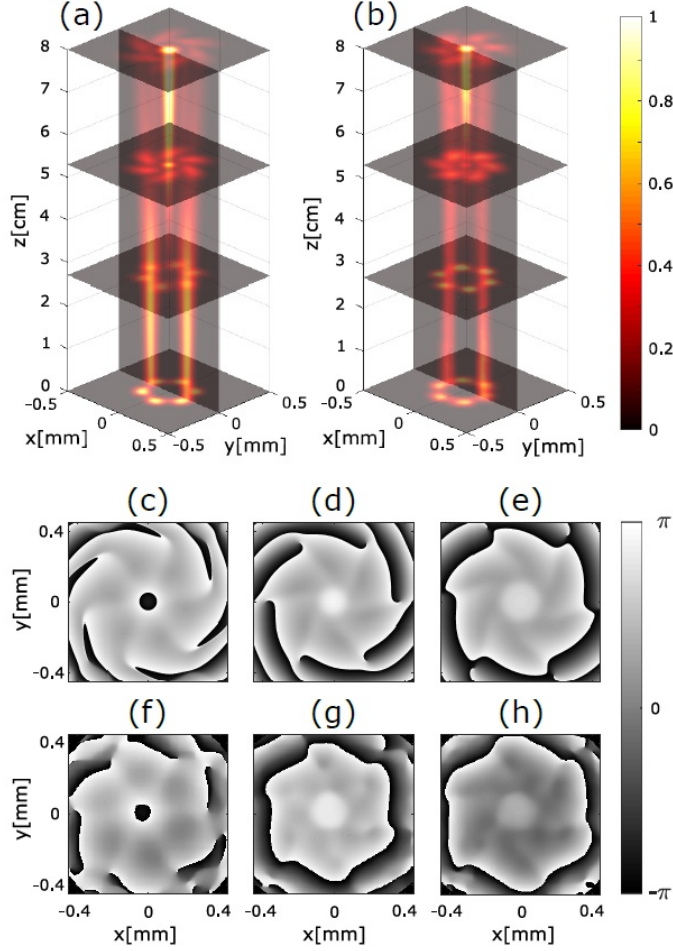 (a) (b)
8 8 1
7 7
6 6 0.8
5 5
z[cm] z[cm] 0.6
4 4
3 3 0.4
2 2
1 1 0.2
0 0
-0.5 0.5 -0.5 0.5
0 0 0 0
x[mm] y[mm] x[mm] y[mm]
0.5 -0.5 0.5 -0.5 0
(c) (d) (e)
0.4 π
y[mm] 0
-0.4
(f) (g) (h)
0
0.4
y[mm] 0
-0.4 -π
-0.4 0 0.4 -0.4 0 0.4 -0.4 0 0.4
x[mm] x[mm] x[mm]